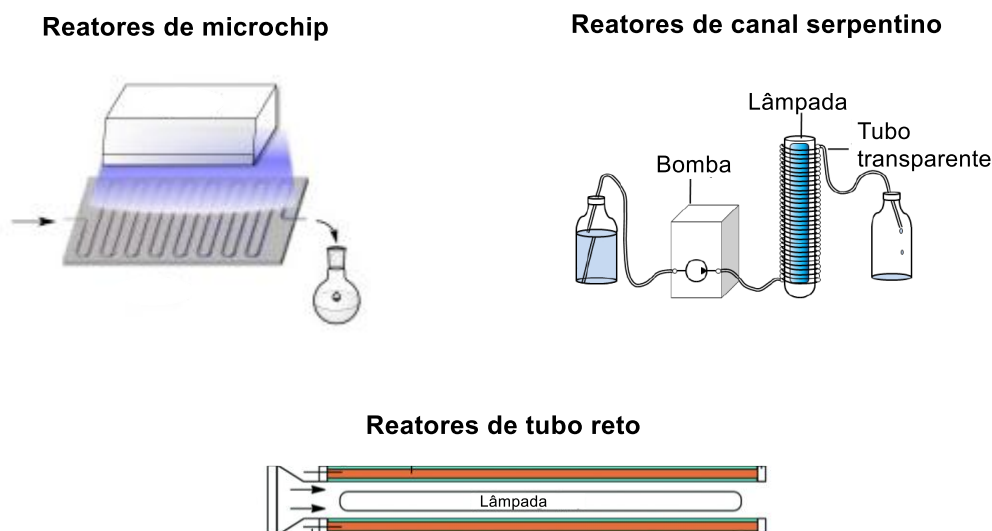 Reatores de microchip
Reatores de canal serpentino
Lâmpada
Tubo
transparente
Bomba
Reatores de tubo reto
Lâmpada